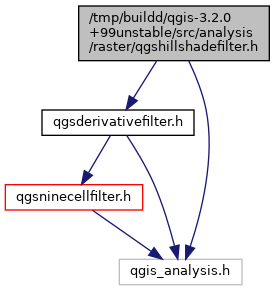 /tmp/buildd/qgis-3.2.0
+99unstable/src/analysis
/raster/qgshillshadefilter.h
qgsderivativefilter.h
qgsninecellfilter.h
qgis_analysis.h